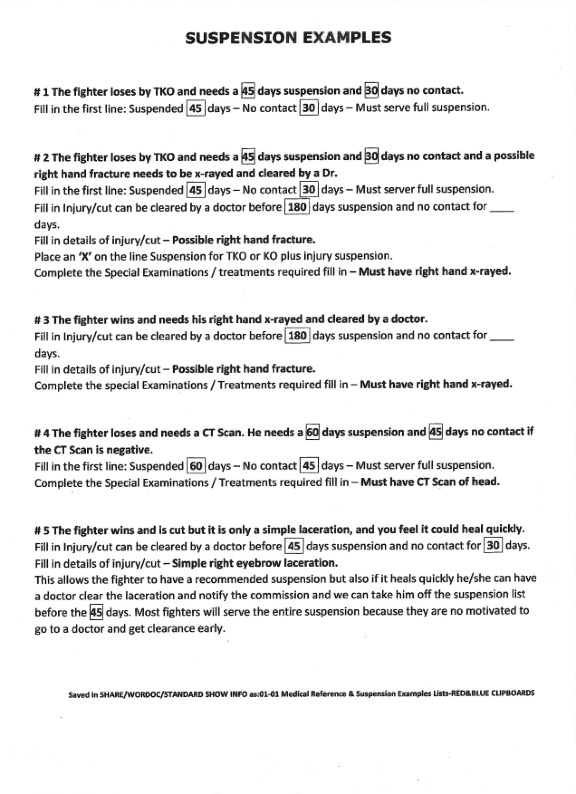 SUSPENSION EXAMPLES
# 1 The fighter loses by TKO and needs a 45 days suspension and 30 days no contact.
Fill in the first line: Suspended 45 days – No contact 30 days – Must serve full suspension.
# 2 The fighter loses by TKO and needs a 45 days suspension and 30 days no contact and a possible
right hand fracture needs to be x-rayed and cleared by a Dr.
Fill in the first line: Suspended 45 days – No contact 30 days – Must server full suspension.
Fill in Injury/cut can be cleared by a doctor before 180 days suspension and no contact for ____
days.
Fill in details of injury/cut – Possible right hand fracture.
Place an ‘X’ on the line Suspension for TKO or KO plus injury suspension.
Complete the Special Examinations / treatments required fill in – Must have right hand x-rayed.
# 3 The fighter wins and needs his right hand x-rayed and cleared by a doctor.
Fill in Injury/cut can be cleared by a doctor before 180 days suspension and no contact for ____
days.
Fill in details of injury/cut – Possible right hand fracture.
Complete the special Examinations / Treatments required fill in – Must have right hand x-rayed.
# 4 The fighter loses and needs a CT Scan. He needs a 60 days suspension and 45 days no contact if
the CT Scan is negative.
Fill in the first line: Suspended 60 days – No contact 45 days – Must server full suspension.
Complete the Special Examinations / Treatments required fill in – Must have CT Scan of head.
# 5 The fighter wins and is cut but it is only a simple laceration, and you feel it could heal quickly.
Fill in Injury/cut can be cleared by a doctor before 45 days suspension and no contact for 30 days.
Fill in details of injury/cut – Simple right eyebrow laceration.
This allows the fighter to have a recommended suspension but also if it heals quickly he/she can have
a doctor clear the laceration and notify the commission and we can take him off the suspension list
before the 45 days. Most fighters will serve the entire suspension because they are no motivated to
go to a doctor and get clearance early.
Saved in SHARE/WORDOC/STANDARD SHOW INFO as:01-01 Medical Reference & Suspension Examples Lists-RED&BLUE CLIPBOARDS